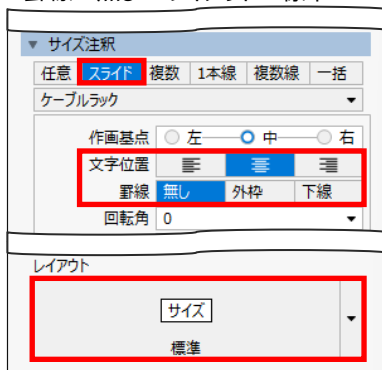 ▼ サイズ注釈
任意 スライド 複数 1本線 複数線 一括
ケーブルラック
作画基点 左 中 右
文字位置
罫線 無し 外枠 下線
回転角 0
レイアウト
サイズ
標準